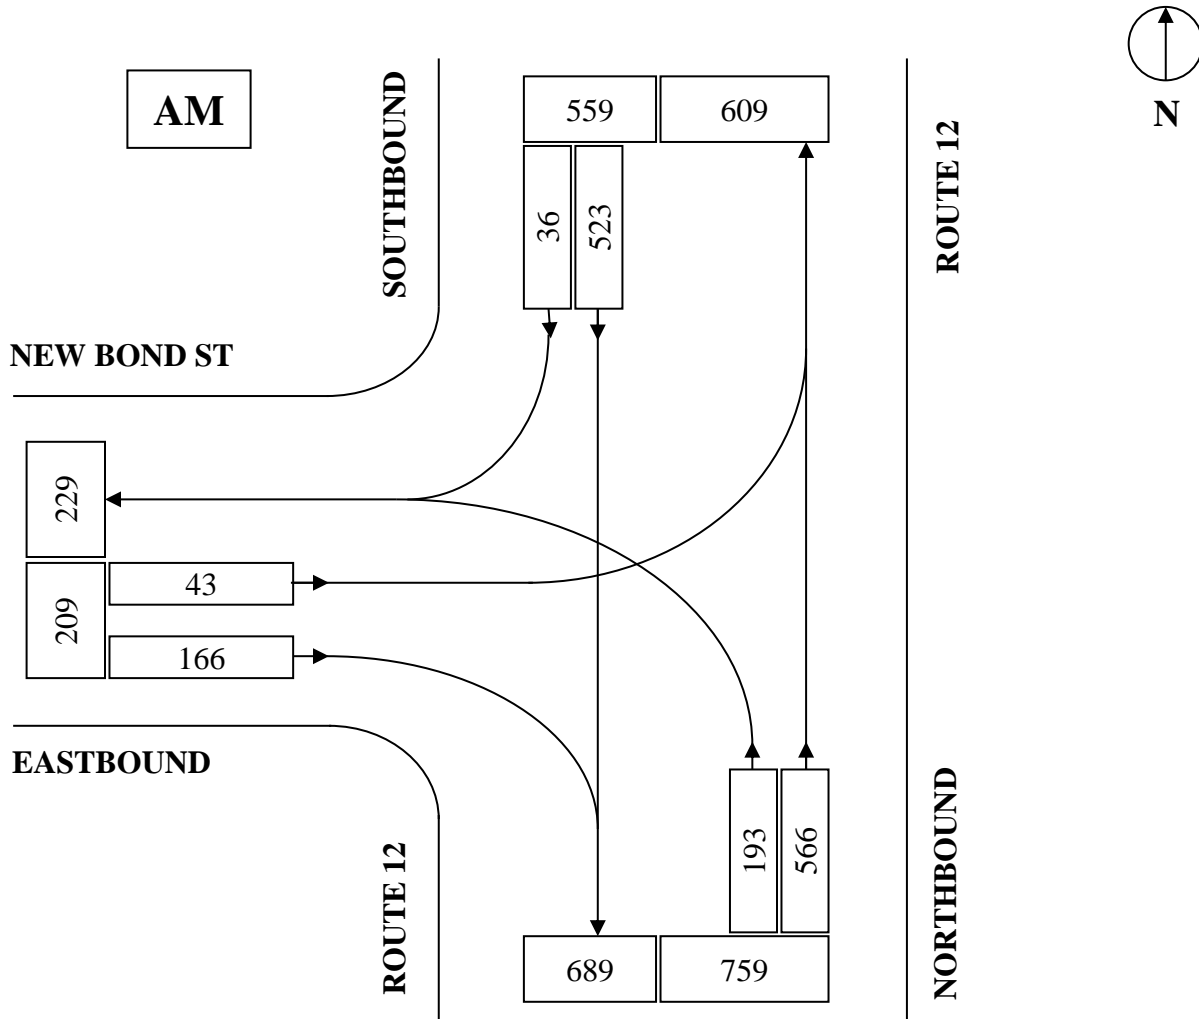 AM
SOUTHBOUND
559
609
N
ROUTE 12
36
523
NEW BOND ST
229
43
209
166
EASTBOUND
ROUTE 12
193
566
NORTHBOUND
689
759